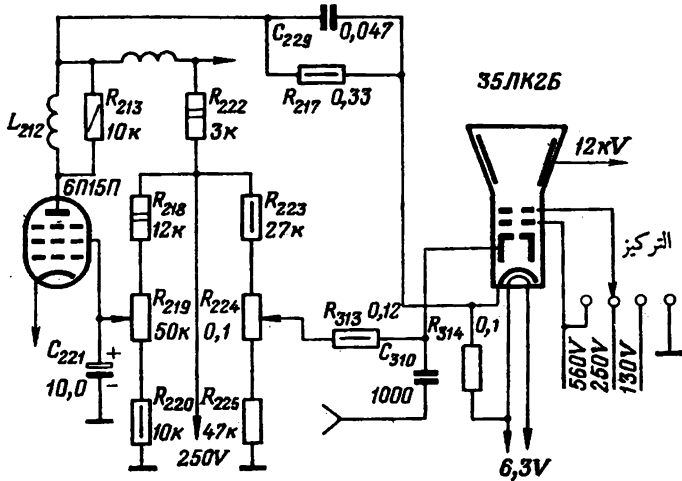 C229 0,047
R217 0,33
35ЛК2Б
12кV
L212
R213
10к
R222
3к
6П15П
R218
12к
R223
27к
التركيز
R219
50к
R224
0,1
R313 0,12
C310
1000
R314 0,1
C221
10,0
+
-
R220
10к
R225
47к
250V
560V
250V
130V
6,3V